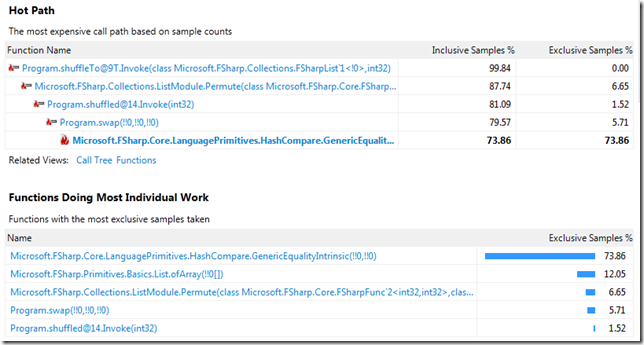 Hot Path
The most expensive call path based on sample counts
Function Name Inclusive Samples % Exclusive Samples %
Program.shuffleTo@9T.Invoke(class Microsoft.FSharp.Collections.FSharpList`1<!0>,int32) 99.84 0.00
Microsoft.FSharp.Collections.ListModule.Permute(class Microsoft.FSharp.Core.FSharp... 87.74 6.65
Program.shuffled@14.Invoke(int32) 81.09 1.52
Program.swap(!!0,!!0,!!0) 79.57 5.71
Microsoft.FSharp.Core.LanguagePrimitives.HashCompare.GenericEqualit... 73.86 73.86
Related Views: Call Tree Functions
Functions Doing Most Individual Work
Functions with the most exclusive samples taken
Name Exclusive Samples %
Microsoft.FSharp.Core.LanguagePrimitives.HashCompare.GenericEqualityIntrinsic(!!0,!!0) 73.86
Microsoft.FSharp.Primitives.Basics.List.ofArray(!!0[]) 12.05
Microsoft.FSharp.Collections.ListModule.Permute(class Microsoft.FSharp.Core.FSharpFunc`2<int32,int32>,clas... 6.65
Program.swap(!!0,!!0,!!0) 5.71
Program.shuffled@14.Invoke(int32) 1.52